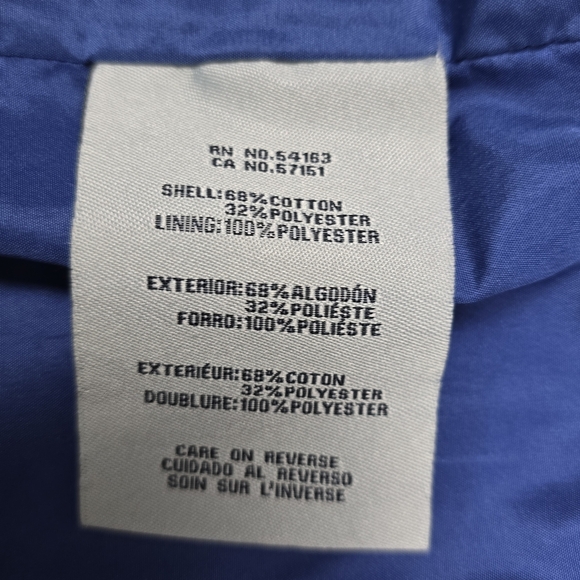 RN NO.54163
CA NO.57151
SHELL:68%COTTON
32%POLYESTER
LINING:100%POLYESTER
EXTERIOR:68%ALGODÓN
32%POLIÉSTE
FORRO:100%POLIÉSTE
EXTERIÉUR:68%COTON
32%POLYESTER
DOUBLURE:100%POLYESTER
CARE ON REVERSE
CUIDADO AL REVERSO
SOIN SUR L'INVERSE